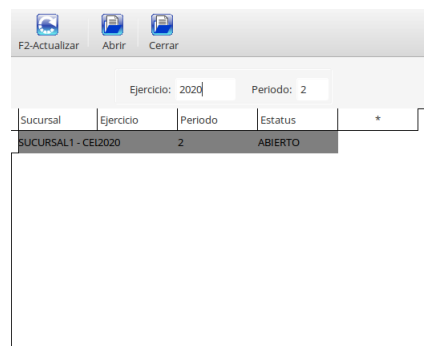 F2-Actualizar Abrir Cerrar
Ejercicio: 2020 Periodo: 2
Sucursal Ejercicio Periodo Estatus *
SUCURSAL1 - CEL2020 2 ABIERTO